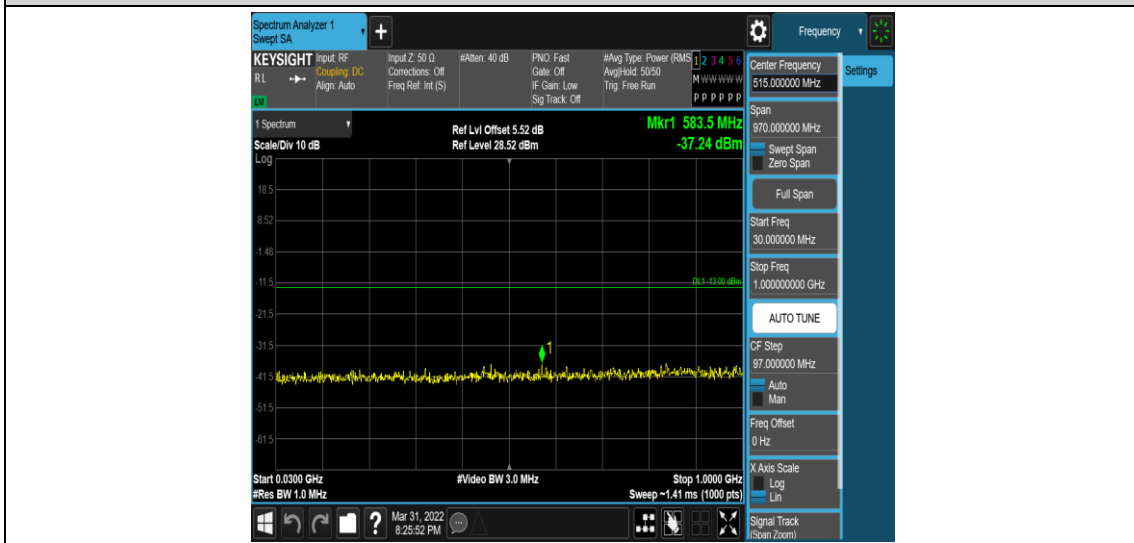 Spectrum Analyzer 1
Swept SA
+
Frequency
KEYSIGHT
RL
LXI
Input: RF
Coupling: DC
Align: Auto
Input Z: 50 Ω
Corrections: Off
Freq Ref: Int (S)
#Atten: 40 dB
PNO: Fast
Gate: Off
IF Gain: Low
Sig Track: Off
#Avg Type: Power (RMS
Avg|Hold: 50/50
Trig: Free Run
1 2 3 4 5 6
M W W W W W
P P P P P P
1 Spectrum
Scale/Div 10 dB
Log
Ref Lvl Offset 5.52 dB
Ref Level 28.52 dBm
Mkr1 583.5 MHz
-37.24 dBm
18.5
8.52
-1.48
-11.5
DL1 -13.00 dBm
-21.5
-31.5
1
-41.5
-51.5
-61.5
Start 0.0300 GHz
#Res BW 1.0 MHz
#Video BW 3.0 MHz
Stop 1.0000 GHz
Sweep ~1.41 ms (1000 pts)
?
Mar 31, 2022
8:25:52 PM
Center Frequency
515.000000 MHz
Settings
Span
970.000000 MHz
Swept Span
Zero Span
Full Span
Start Freq
30.000000 MHz
Stop Freq
1.000000000 GHz
AUTO TUNE
CF Step
97.000000 MHz
Auto
Man
Freq Offset
0 Hz
X Axis Scale
Log
Lin
Signal Track
(Span Zoom)